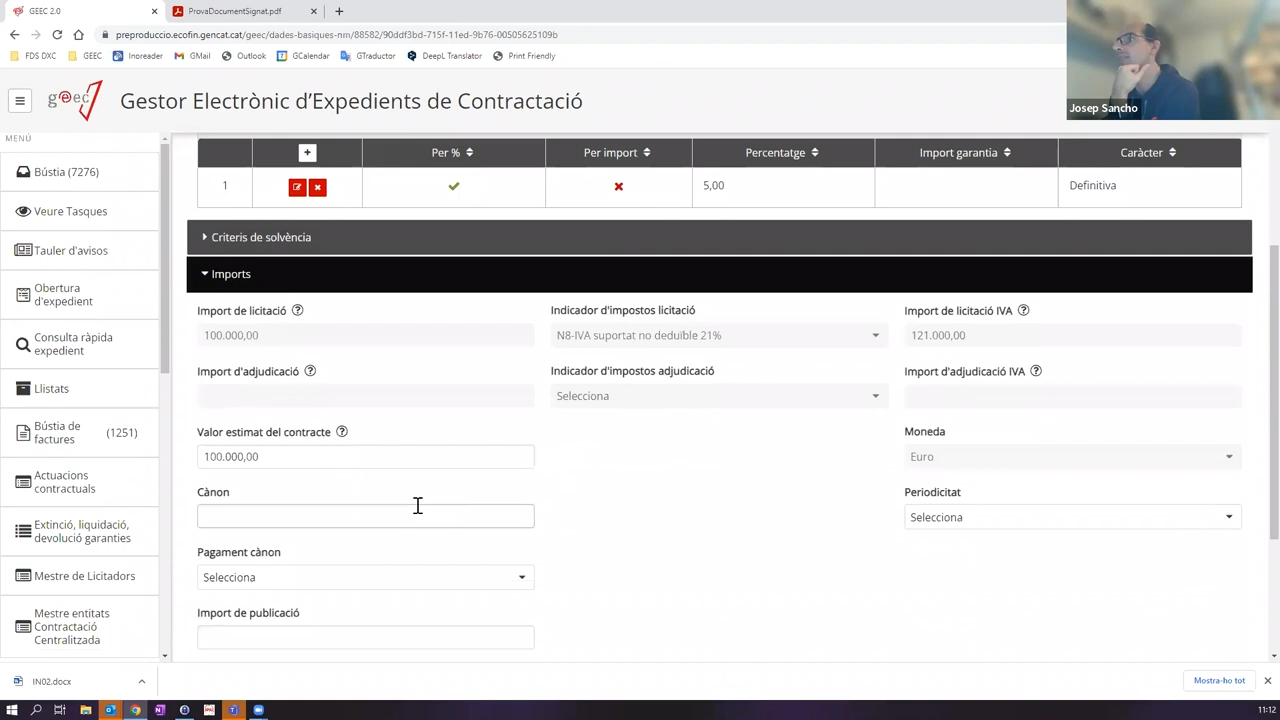 GEEC 2.0
ProvaDocumentSignat.pdf
preproduccio.ecofin.gencat.cat/geec/dades-basiques-nm/88582/90ddf3bd-715f-11ed-9b76-00505625109b
FDS DXC GEEC Inoreader GMail Outlook GCalendar GTraductor DeepL Translator Print Friendly
geec
Gestor Electrònic d'Expedients de Contractació
Josep Sancho
MENÚ
Bústia (7276)
Veure Tasques
Tauler d'avisos
Obertura
d'expedient
Consulta ràpida
expedient
Llistats
Bústia de
factures
(1251)
Actuacions
contractuals
Extinció, liquidació,
devolució garanties
Mestre de Licitadors
Mestre entitats
Contractació
Centralitzada
+ Per % Per import Percentatge Import garantia Caràcter
1 5,00 Definitiva
Criteris de solvència
Imports
Import de licitació ? Indicador d'impostos licitació Import de licitació IVA ?
100.000,00 N8-IVA suportat no deduïble 21% 121.000,00
Import d'adjudicació ? Indicador d'impostos adjudicació Import d'adjudicació IVA ?
Selecciona
Valor estimat del contracte ? Moneda
100.000,00 Euro
Cànon Periodicitat
Selecciona
Pagament cànon
Selecciona
Import de publicació
IN02.docx
Mostra-ho tot
11:12